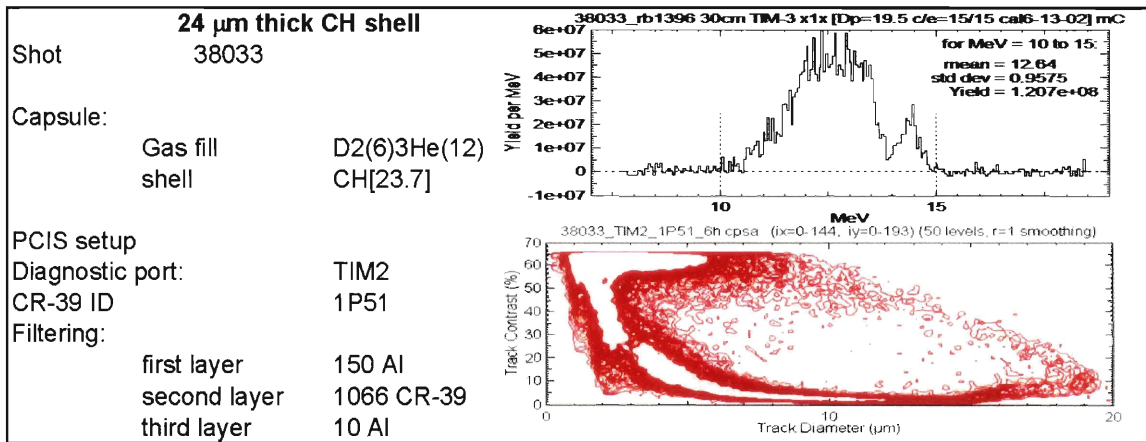 24 µm thick CH shell
Shot 38033
Capsule:
Gas fill D2(6)3He(12)
shell CH[23.7]
PCIS setup
Diagnostic port: TIM2
CR-39 ID 1P51
Filtering:
first layer 150 Al
second layer 1066 CR-39
third layer 10 Al
38033_rb1396 30cm TIM-3 x1x [Dp=19.5 c/e=15/15 cal6-13-02] mC
for MeV = 10 to 15:
mean = 12.64
std dev = 0.9575
Yield = 1.207e+08
Yield per MeV
6e+07
5e+07
4e+07
3e+07
2e+07
1e+07
0
-1e+07
10 15
MeV
38033_TIM2_1P51_6h cpsa (ix=0-144, iy=0-193) (50 levels, r=1 smoothing)
Track Contrast (%)
70
60
50
40
30
20
10
0
0 10 20
Track Diameter (µm)